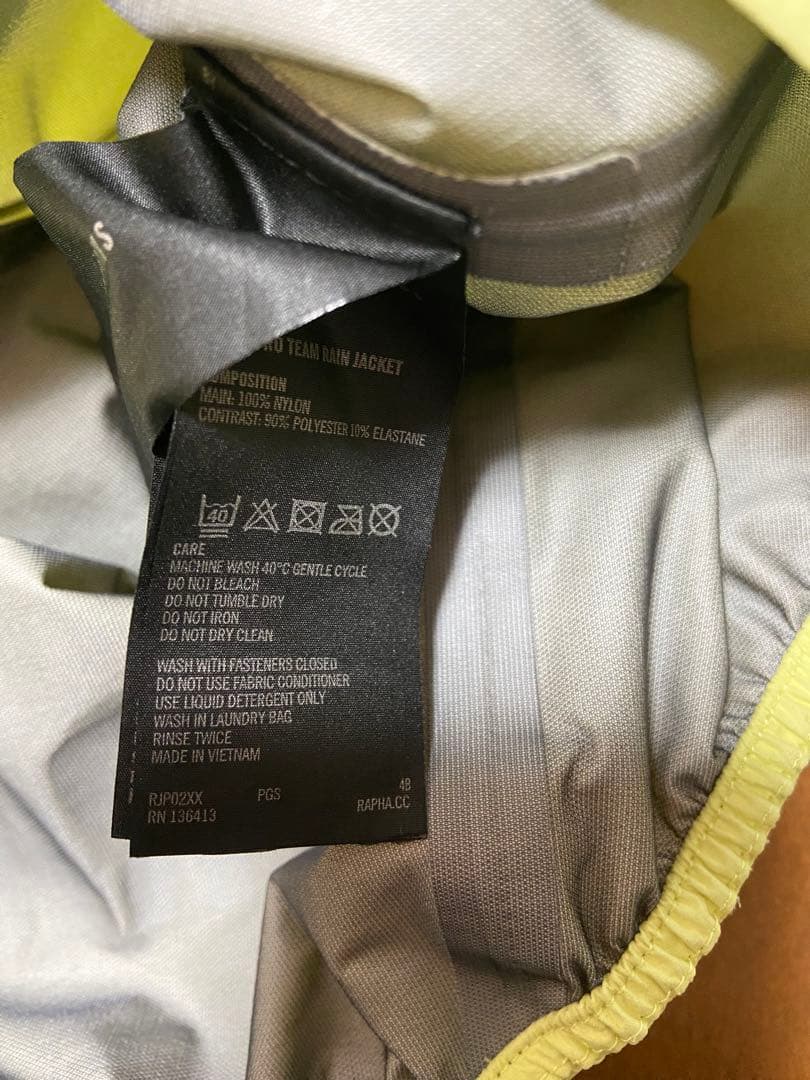 S
TEAM RAIN JACKET
COMPOSITION
MAIN: 100% NYLON
CONTRAST: 90% POLYESTER 10% ELASTANE
40
CARE
MACHINE WASH 40°C GENTLE CYCLE
DO NOT BLEACH
DO NOT TUMBLE DRY
DO NOT IRON
DO NOT DRY CLEAN
WASH WITH FASTENERS CLOSED
DO NOT USE FABRIC CONDITIONER
USE LIQUID DETERGENT ONLY
WASH IN LAUNDRY BAG
RINSE TWICE
MADE IN VIETNAM
RJP02XX PGS 4B
RN 136413 RAPHA.CC